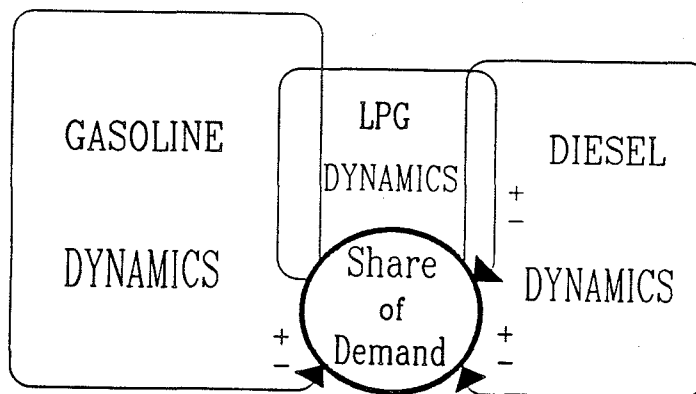 GASOLINE
DYNAMICS
LPG
DYNAMICS
DIESEL
DYNAMICS
Share
of
Demand
+
−
+
−
+
−